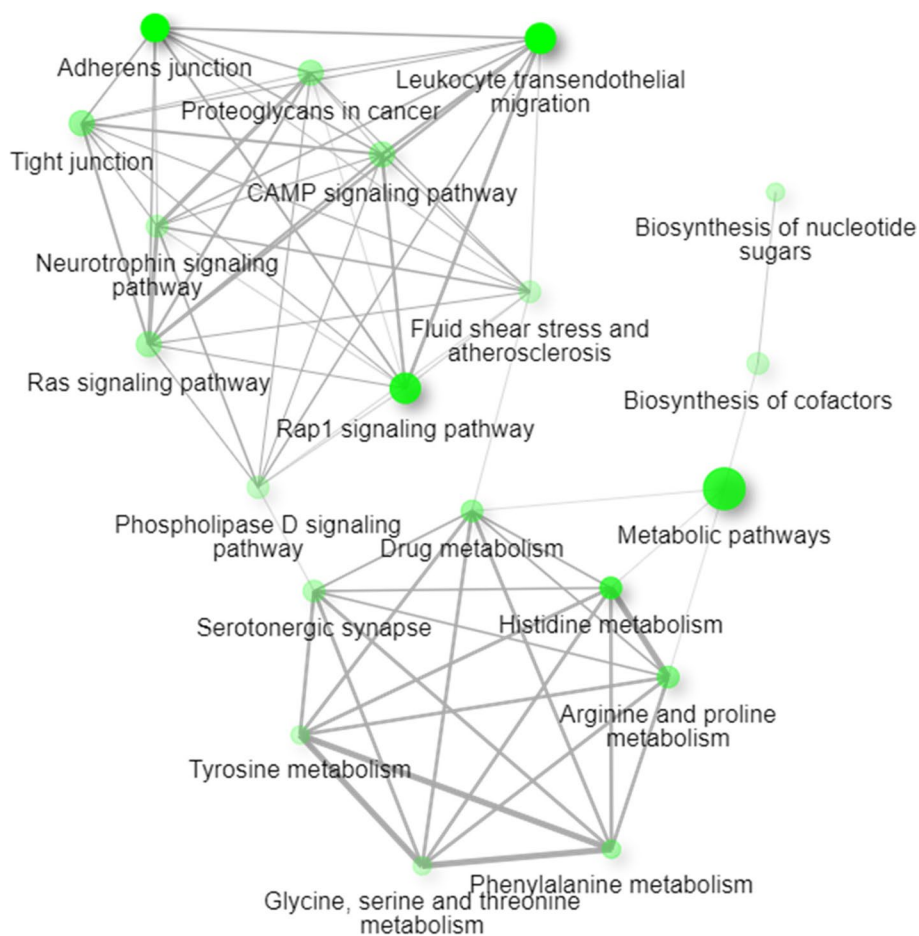 Adherens junction
Leukocyte transendothelial
migration
Proteoglycans in cancer
Tight junction
CAMP signaling pathway
Biosynthesis of nucleotide
sugars
Neurotrophin signaling
pathway
Fluid shear stress and
atherosclerosis
Ras signaling pathway
Biosynthesis of cofactors
Rap1 signaling pathway
Phospholipase D signaling
pathway
Drug metabolism
Metabolic pathways
Serotonergic synapse
Histidine metabolism
Arginine and proline
metabolism
Tyrosine metabolism
Phenylalanine metabolism
Glycine, serine and threonine
metabolism